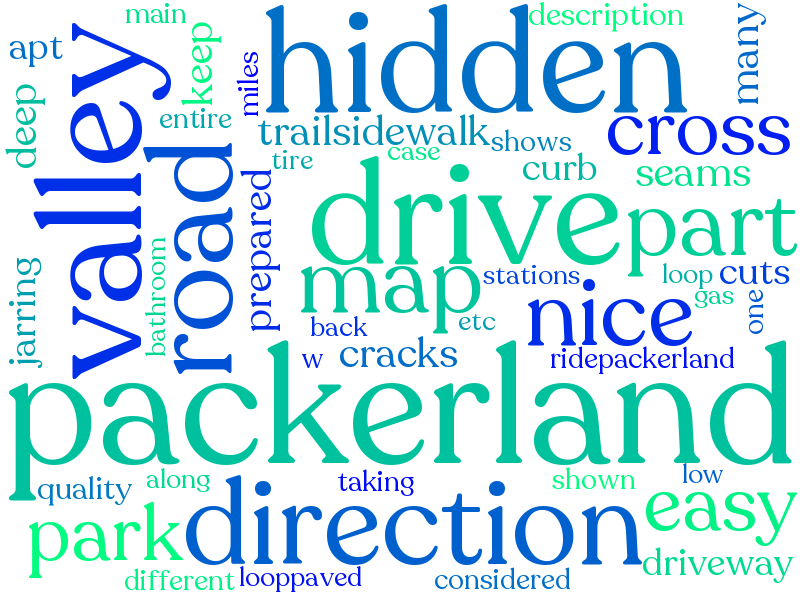 main
description
apt
keep
miles
hidden
many
valley
deep
entire
trailsidewalk
shows
cross
road
tire
case
curb
seams
prepared
drive
part
jarring
bathroom
map
stations
loop
cuts
gas
one
nice
etc
back
w
cracks
ridepackerland
packerland
quality
along
taking
shown
low
direction
easy
park
driveway
different
looppaved
considered